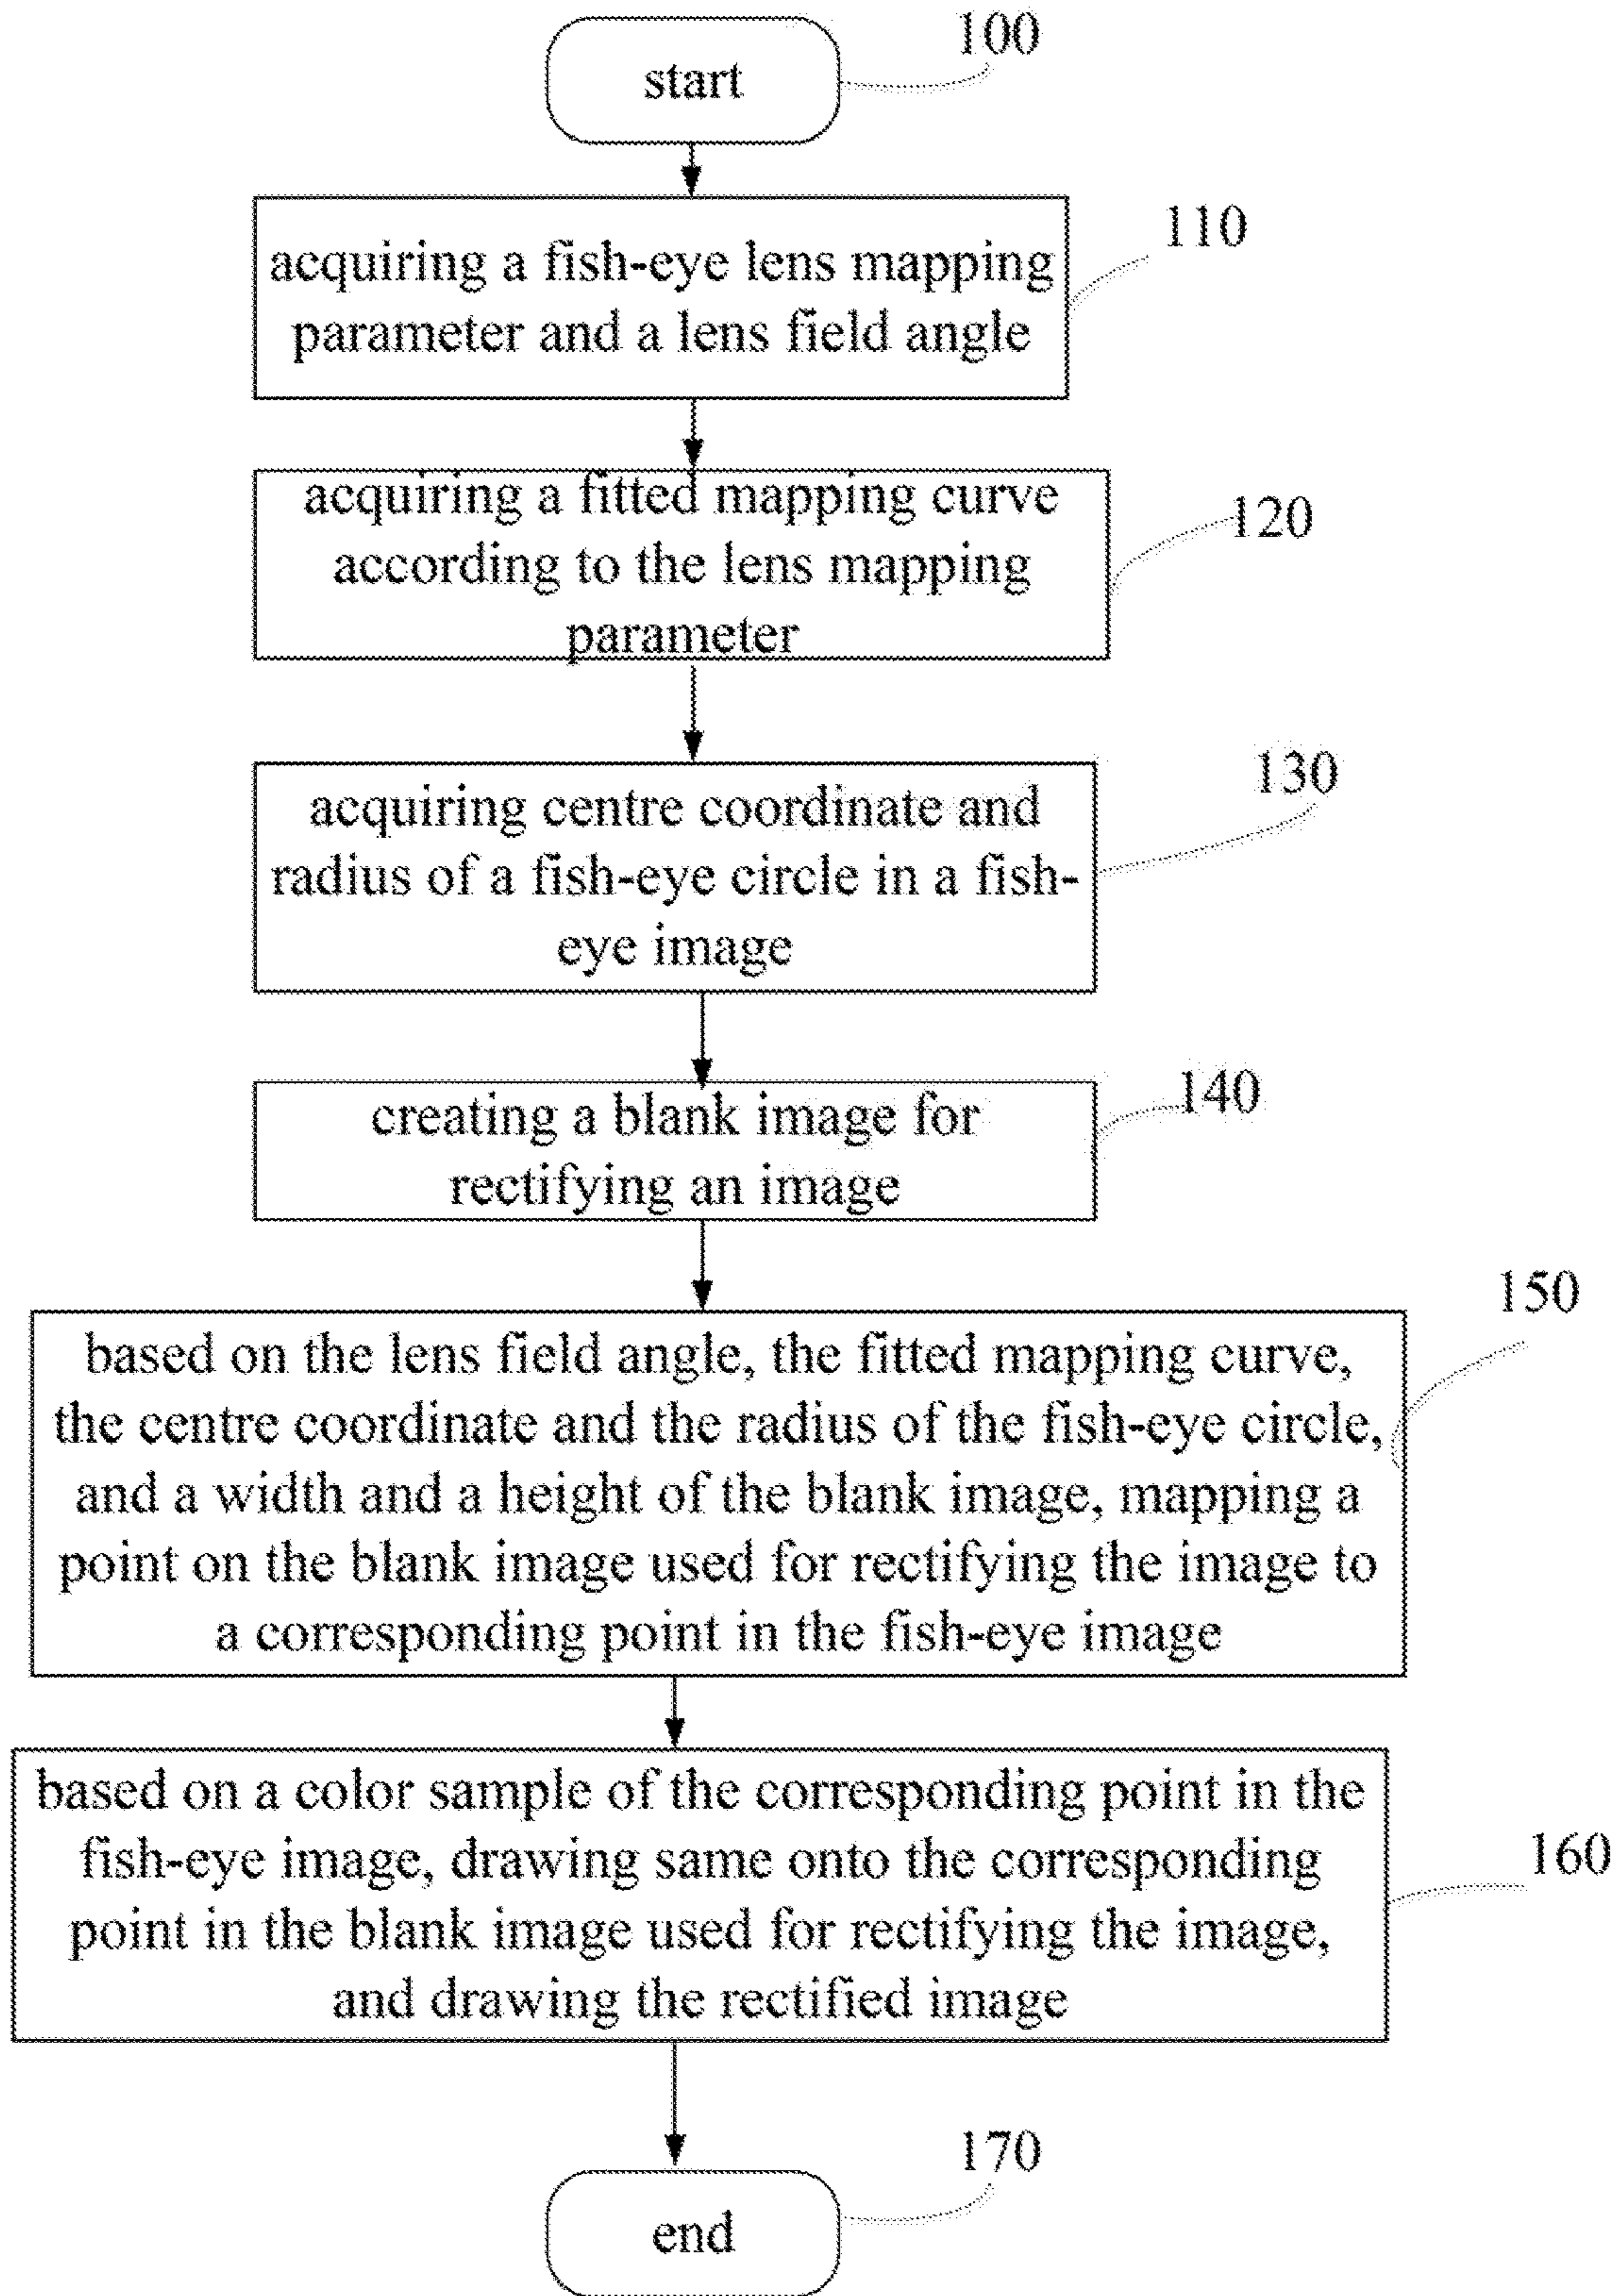 100
start
110
acquiring a fish-eye lens mapping
parameter and a lens field angle
acquiring a fitted mapping curve
120
according to the lens mapping
parameter
130
acquiring centre coordinate and
radius of a fish-eye circle in a fish-
eye image
140
creating a blank image for
rectifying an image
150
based on the lens field angle, the fitted mapping curve,
the centre coordinate and the radius of the fish-eye circle,
and a width and a height of the blank image, mapping a
point on the blank image used for rectifying the image to
a corresponding point in the fish-eye image
based on a color sample of the corresponding point in the
fish-eye image, drawing same onto the corresponding
160
point in the blank image used for rectifying the image,
and drawing the rectified image
170
end